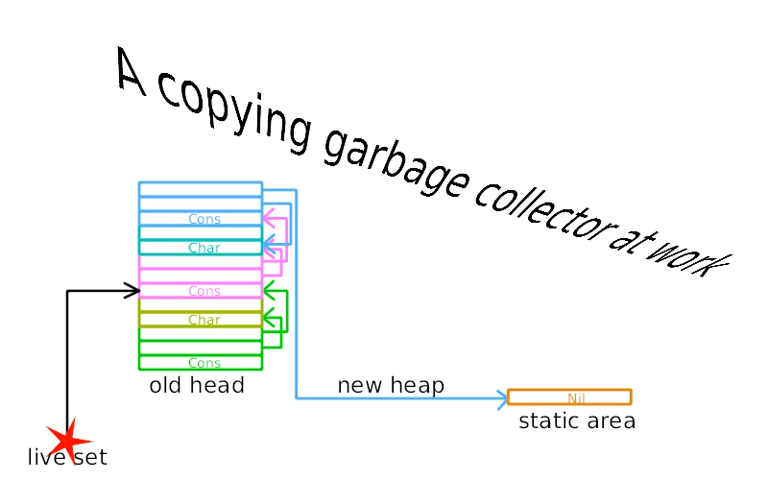 A copying garbage collector at work
Cons
Char
Cons
Char
Cons
old head
new heap
Nil
static area
live set